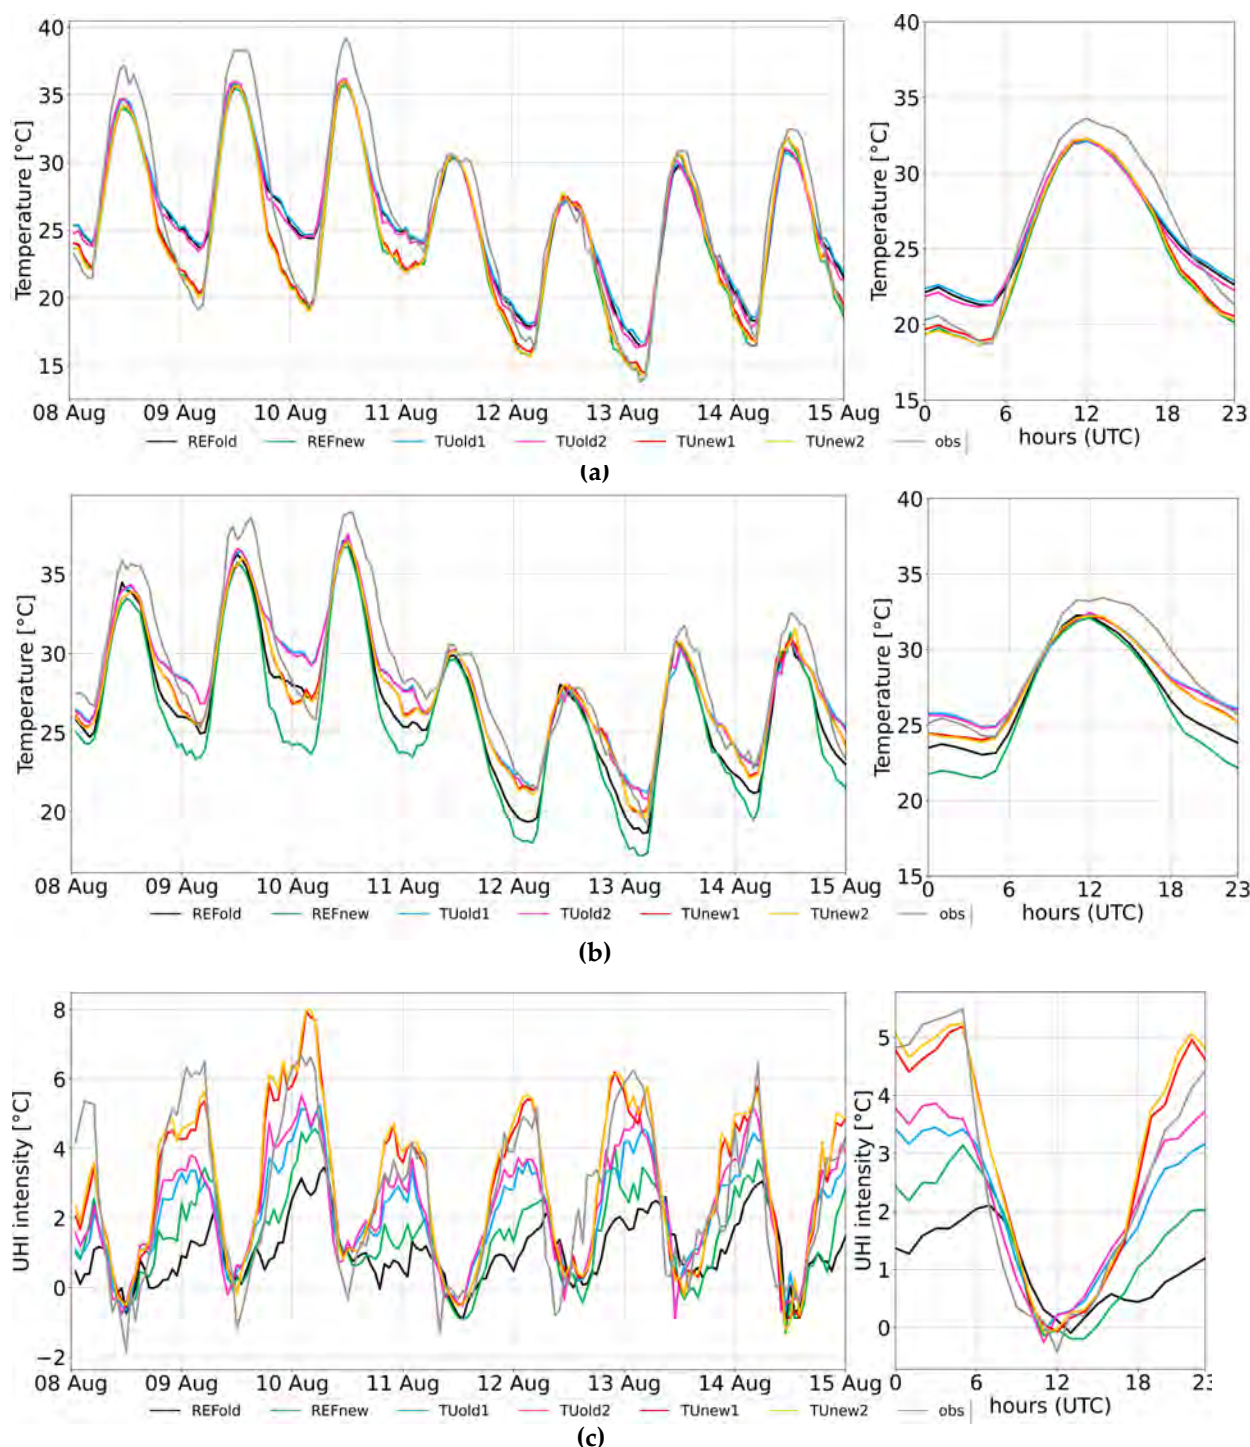 40
35
30
25
20
15
Temperature [°C]
08 Aug 09 Aug 10 Aug 11 Aug 12 Aug 13 Aug 14 Aug 15 Aug
40
35
30
25
20
15
Temperature [°C]
0 6 12 18 23
hours (UTC)
REFold REFnew TUold1 TUold2 TUnew1 TUnew2 obs
(a)
35
30
25
20
Temperature [°C]
08 Aug 09 Aug 10 Aug 11 Aug 12 Aug 13 Aug 14 Aug 15 Aug
40
35
30
25
20
15
Temperature [°C]
0 6 12 18 23
hours (UTC)
REFold REFnew TUold1 TUold2 TUnew1 TUnew2 obs
(b)
8
6
4
2
0
−2
UHI intensity [°C]
08 Aug 09 Aug 10 Aug 11 Aug 12 Aug 13 Aug 14 Aug 15 Aug
5
4
3
2
1
0
UHI intensity [°C]
0 6 12 18 23
hours (UTC)
REFold REFnew TUold1 TUold2 TUnew1 TUnew2 obs
(c)